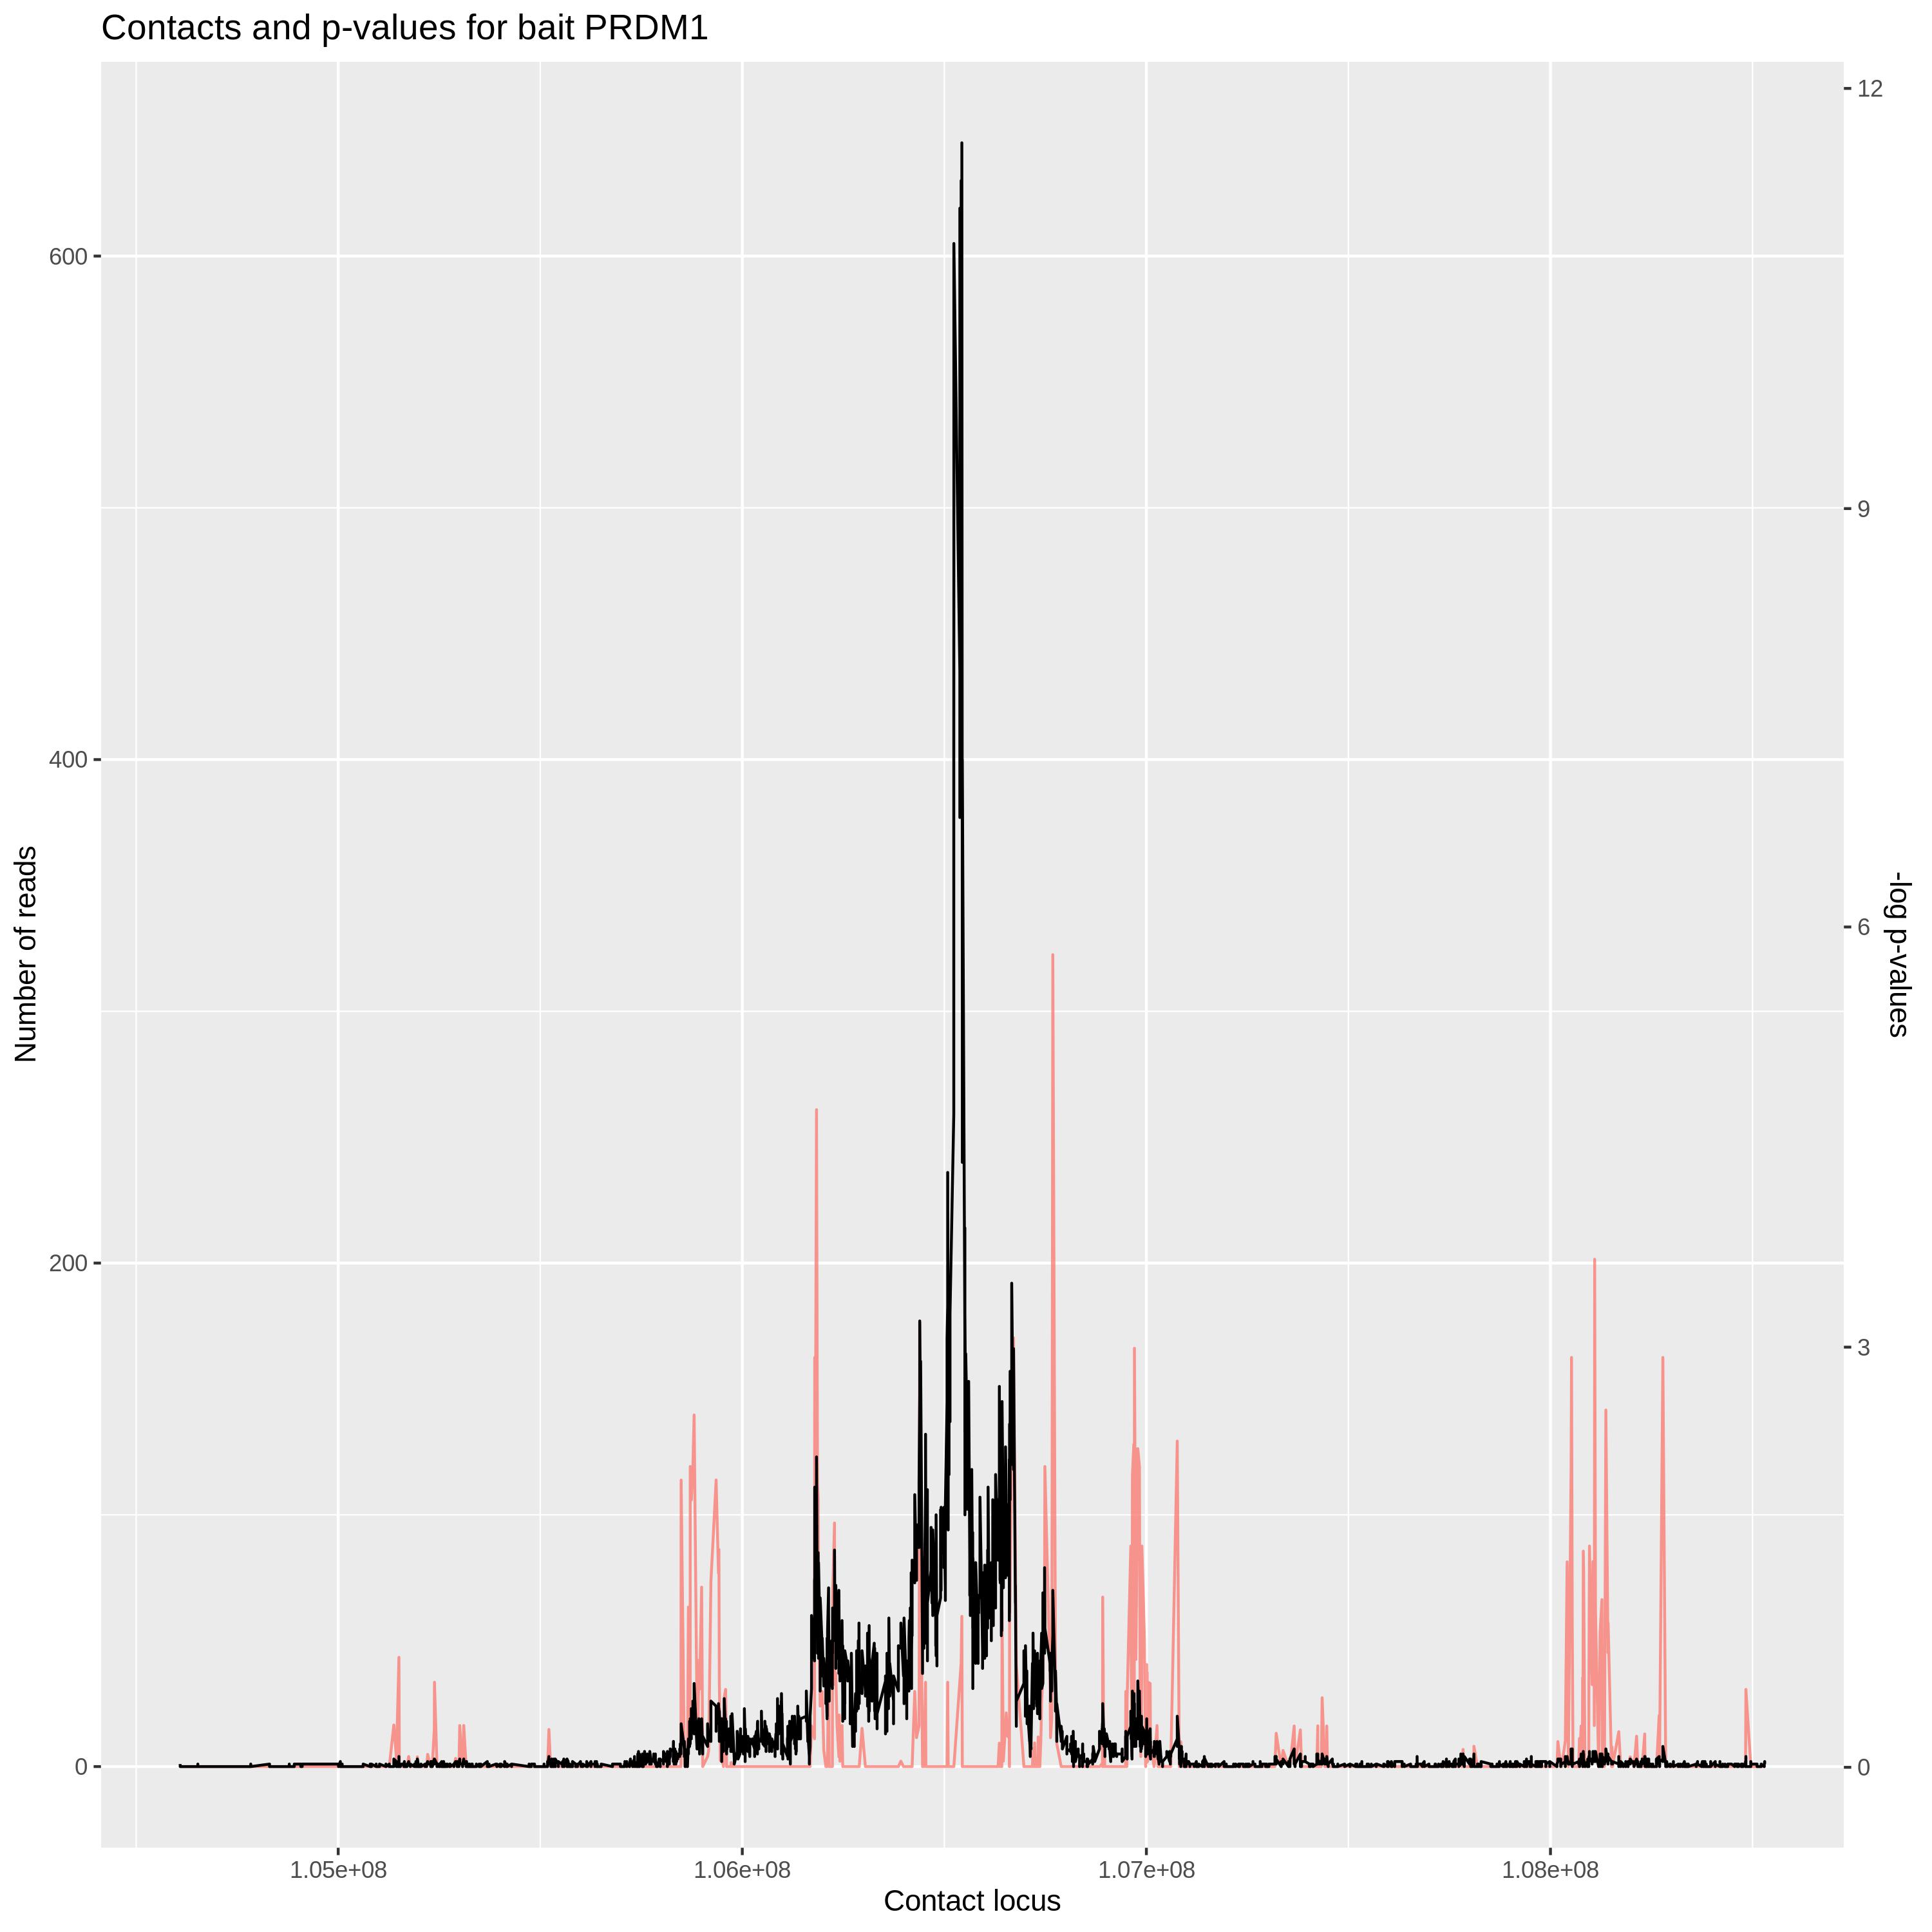 Contacts and p-values for bait PRDM1
12
600
9
400
Number of reads
-log p-values
6
200
3
0
0
1.05e+08
1.06e+08
1.07e+08
1.08e+08
Contact locus